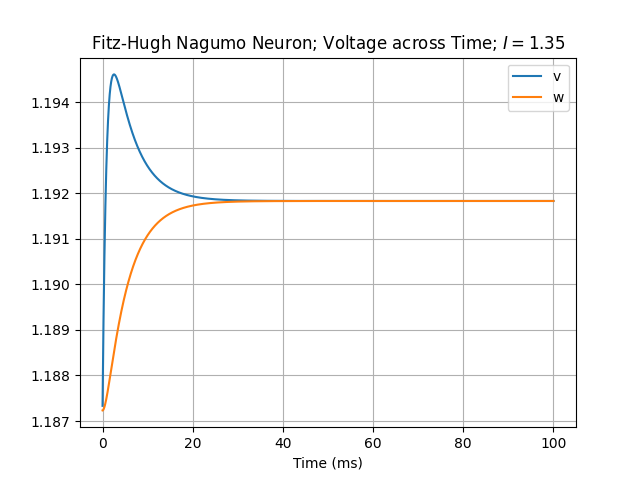 Fitz-Hugh Nagumo Neuron; Voltage across Time; I = 1.35
v
w
1.194
1.193
1.192
1.191
1.190
1.189
1.188
1.187
0 20 40 60 80 100
Time (ms)